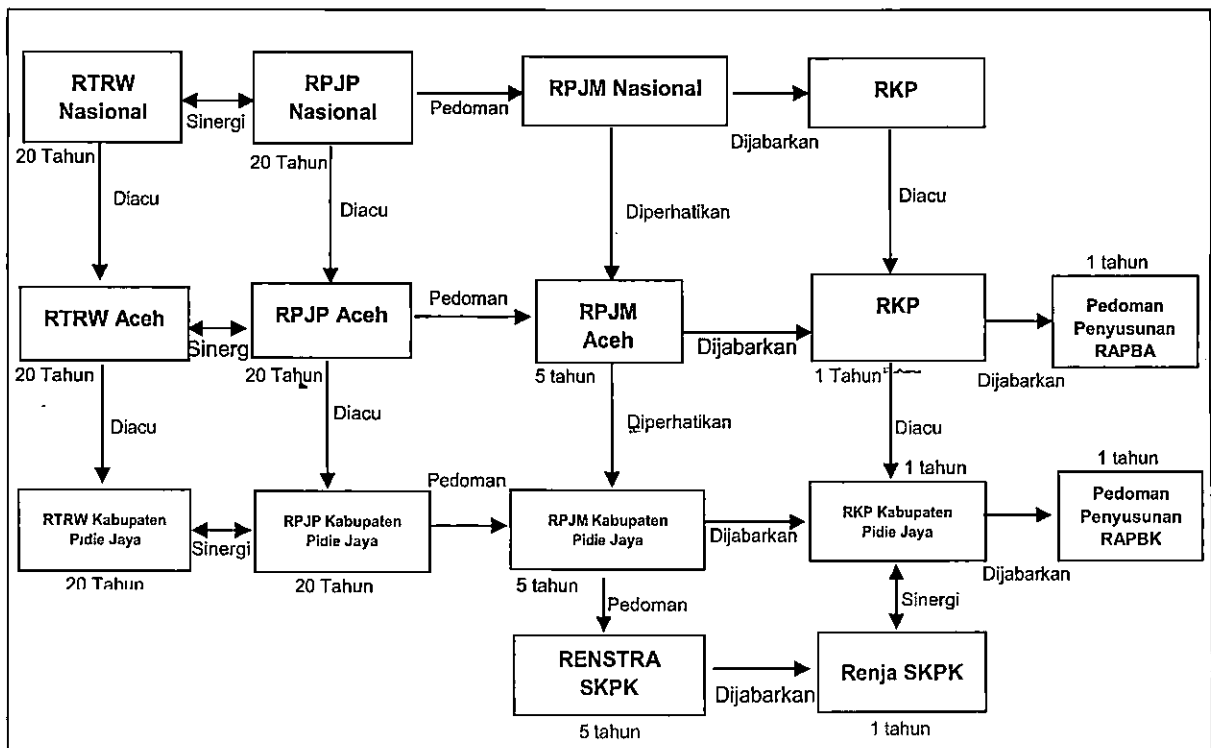 RTRW
Nasional
Sinergi
RPJP
Nasional
Pedoman
RPJM Nasional
Dijabarkan
RKP
20 Tahun
20 Tahun
Diacu
Diacu
Diperhatikan
Diacu
RTRW Aceh
Sinergi
RPJP Aceh
Pedoman
RPJM
Aceh
Dijabarkan
RKP
1 tahun
Pedoman
Penyusunan
RAPBA
20 Tahun
20 Tahun
5 tahun
1 Tahun
Dijabarkan
Diacu
Diacu
Diperhatikan
Diacu
1 tahun
1 tahun
RTRW Kabupaten
Pidie Jaya
Sinergi
RPJP Kabupaten
Pidie Jaya
Pedoman
RPJM Kabupaten
Pidie Jaya
Dijabarkan
RKP Kabupaten
Pidie Jaya
Pedoman
Penyusunan
RAPBK
20 Tahun
20 Tahun
5 tahun
Dijabarkan
Pedoman
Sinergi
RENSTRA
SKPK
Dijabarkan
Renja SKPK
5 tahun
1 tahun